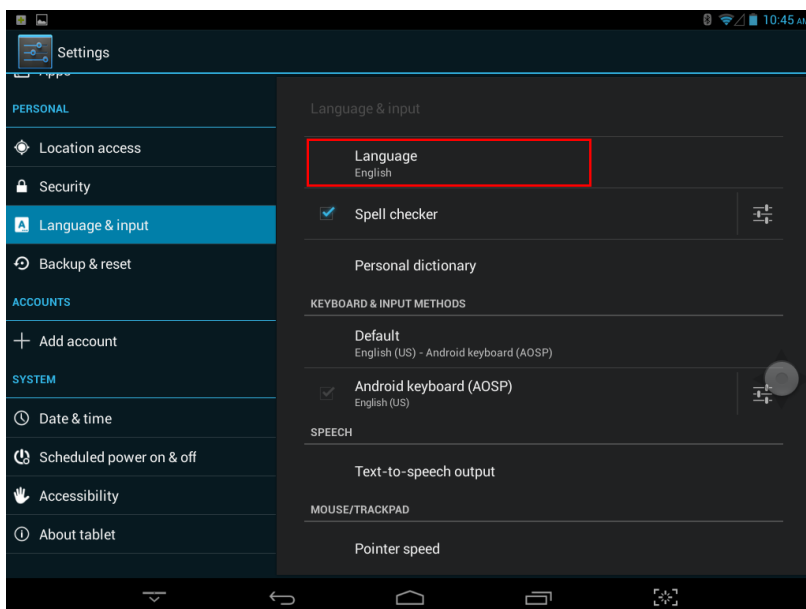 10:45 AM
Settings
Apps
PERSONAL
Location access
Security
Language & input
Backup & reset
ACCOUNTS
Add account
SYSTEM
Date & time
Scheduled power on & off
Accessibility
About tablet
Language & input
Language
English
Spell checker
Personal dictionary
KEYBOARD & INPUT METHODS
Default
English (US) - Android keyboard (AOSP)
Android keyboard (AOSP)
English (US)
SPEECH
Text-to-speech output
MOUSE/TRACKPAD
Pointer speed